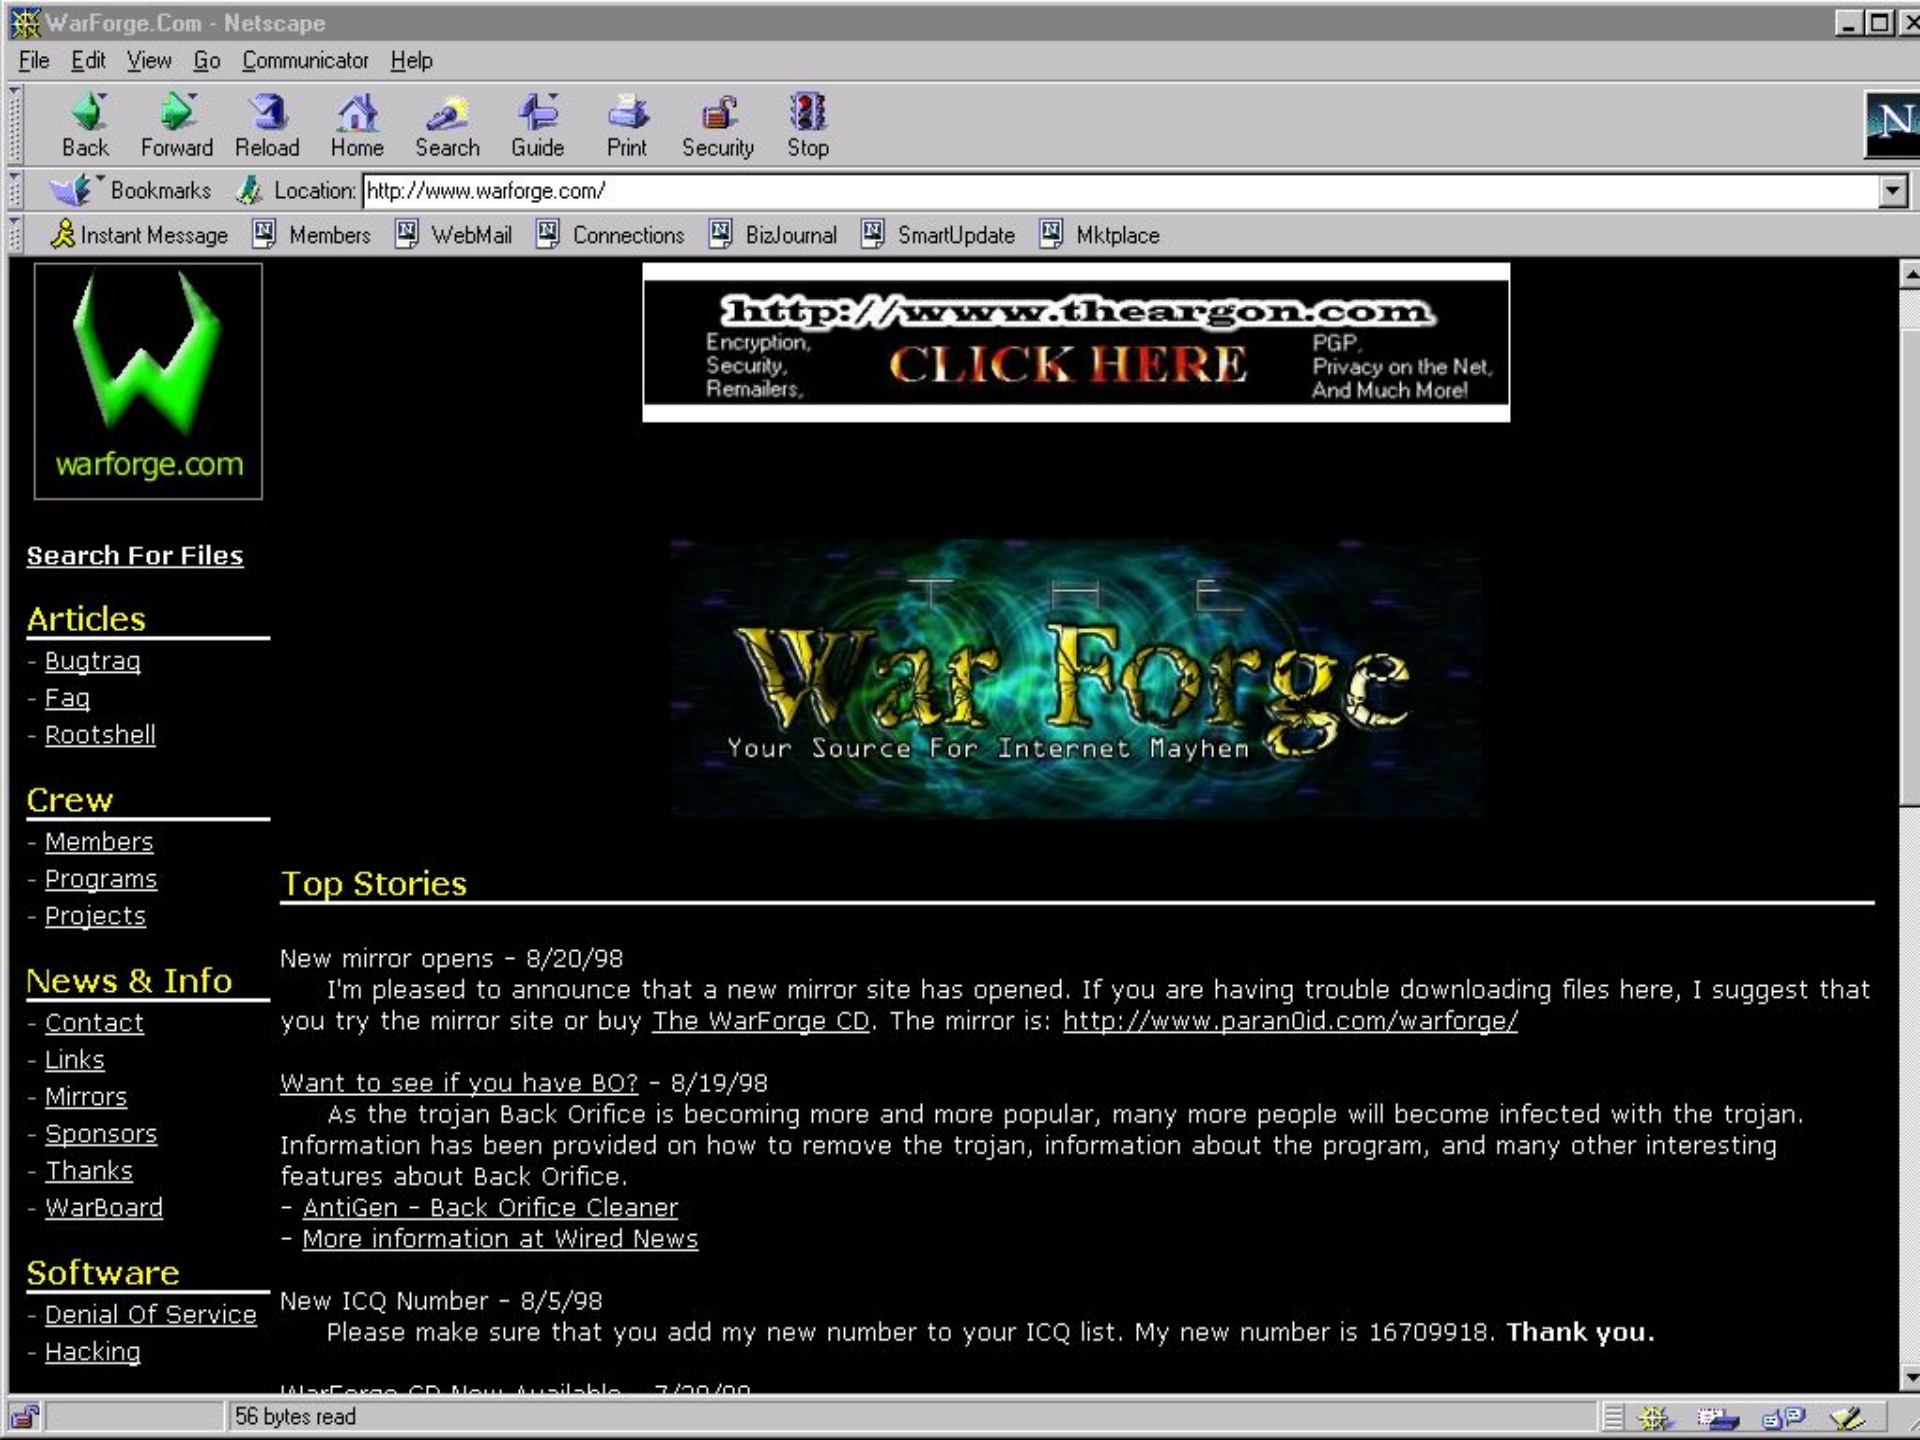 WarForge.Com - Netscape
File Edit View Go Communicator Help
Back Forward Reload Home Search Guide Print Security Stop
N
Bookmarks Location: http://www.warforge.com/
Instant Message Members WebMail Connections BizJournal SmartUpdate Mktplace
warforge.com
Search For Files
Articles
- Bugtraq
- Faq
- Rootshell
Crew
- Members
- Programs
- Projects
News & Info
- Contact
- Links
- Mirrors
- Sponsors
- Thanks
- WarBoard
Software
- Denial Of Service
- Hacking
http://www.theargon.com
Encryption,
Security,
Remailers,
CLICK HERE
PGP,
Privacy on the Net,
And Much More!
THE
War Forge
Your Source For Internet Mayhem
Top Stories
New mirror opens - 8/20/98
I'm pleased to announce that a new mirror site has opened. If you are having trouble downloading files here, I suggest that
you try the mirror site or buy The WarForge CD. The mirror is: http://www.paran0id.com/warforge/
Want to see if you have BO? - 8/19/98
As the trojan Back Orifice is becoming more and more popular, many more people will become infected with the trojan.
Information has been provided on how to remove the trojan, information about the program, and many other interesting
features about Back Orifice.
- AntiGen - Back Orifice Cleaner
- More information at Wired News
New ICQ Number - 8/5/98
Please make sure that you add my new number to your ICQ list. My new number is 16709918. Thank you.
WarForge CD Now Available -
56 bytes read